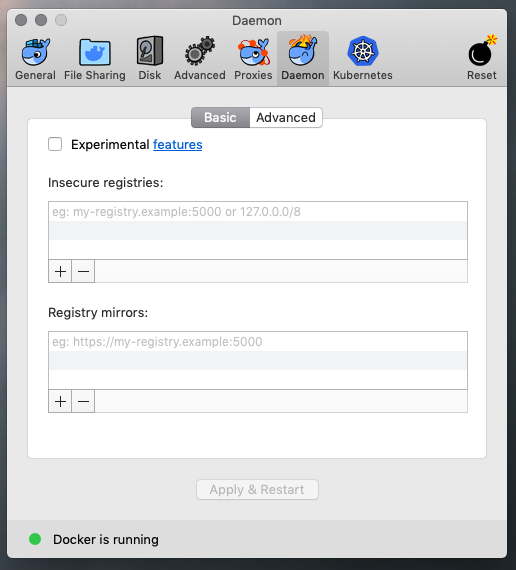 Daemon
General File Sharing Disk Advanced Proxies Daemon Kubernetes Reset
Basic Advanced
Experimental features
Insecure registries:
eg: my-registry.example:5000 or 127.0.0.0/8
+ −
Registry mirrors:
eg: https://my-registry.example:5000
+ −
Apply & Restart
Docker is running